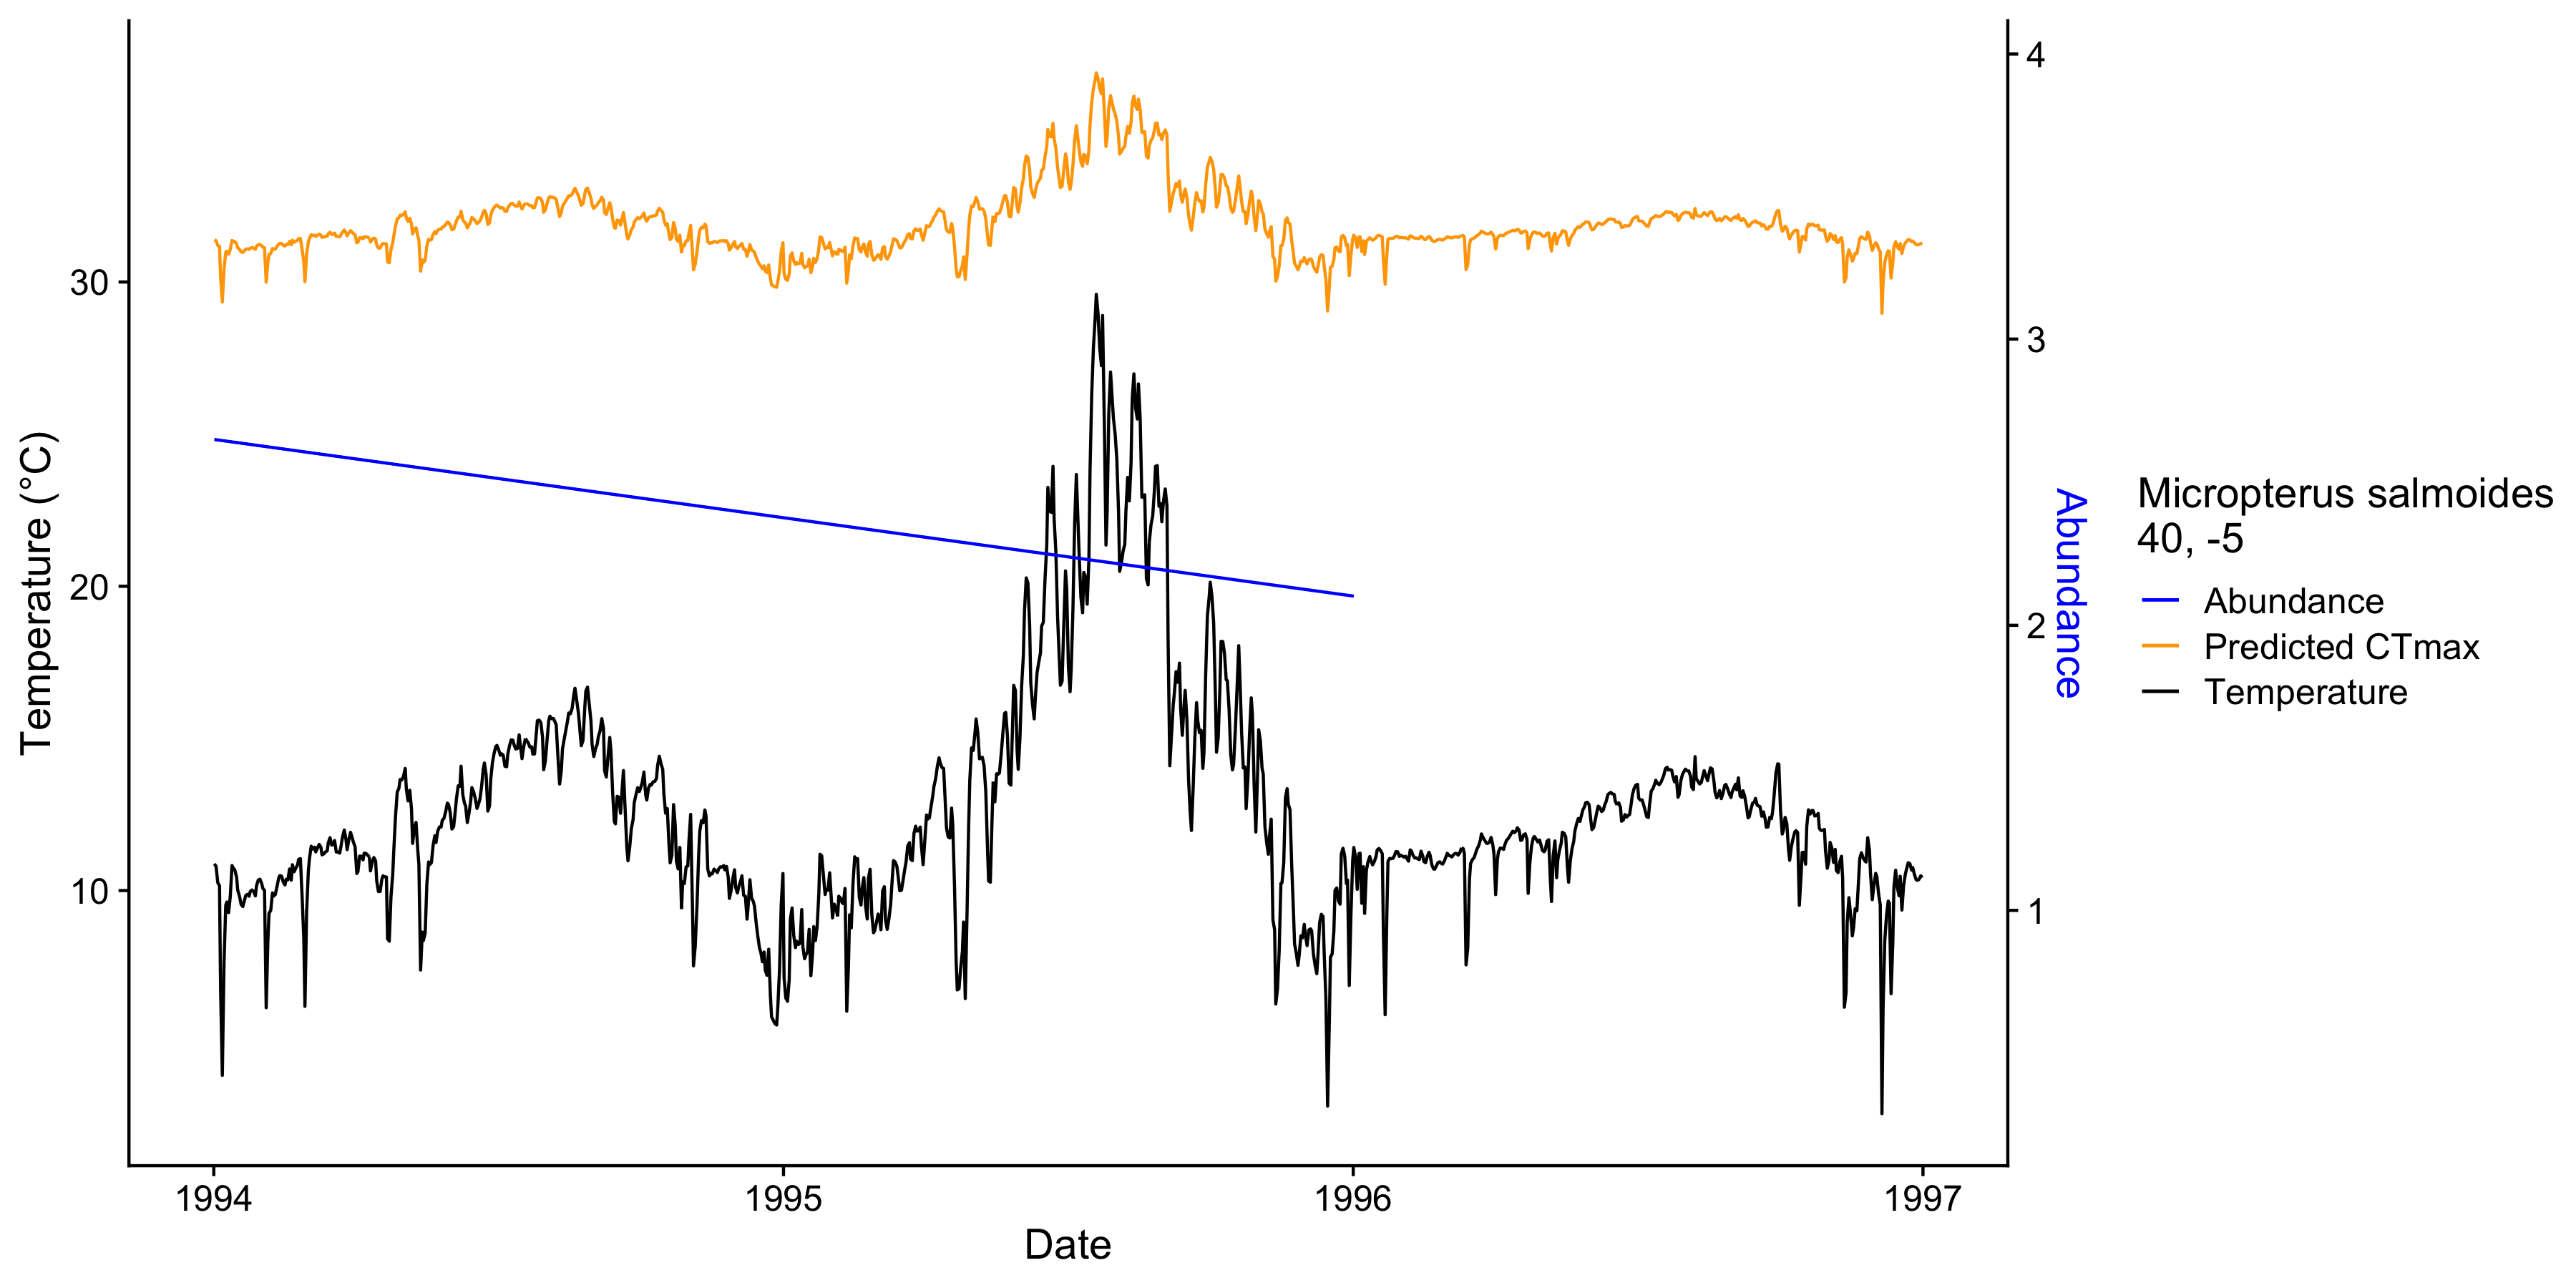 Temperature (°C)
30
20
10
1994
1995
1996
1997
Date
4
3
2
1
Abundance
Micropterus salmoides
40, -5
Abundance
Predicted CTmax
Temperature